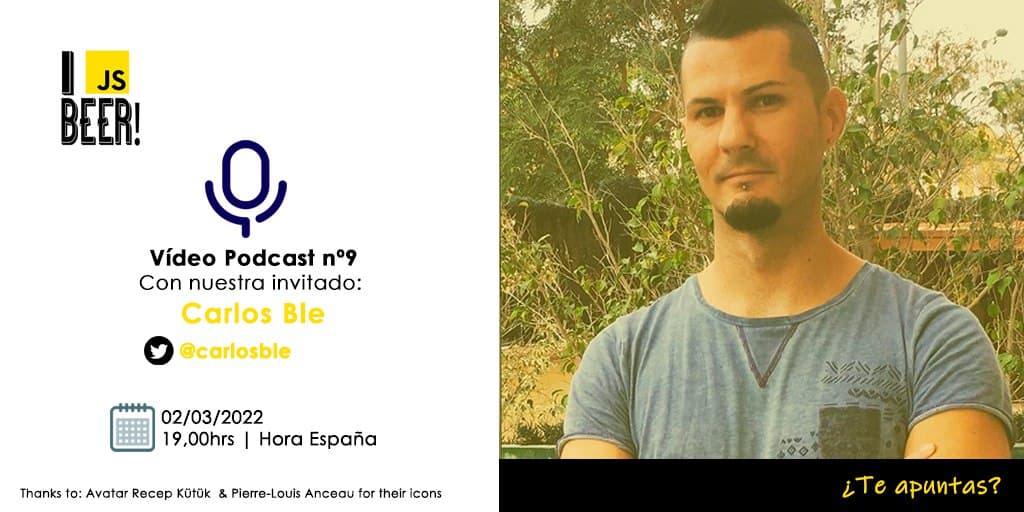 I JS
BEER!
Vídeo Podcast nº9
Con nuestra invitado:
Carlos Ble
@carlosble
02/03/2022
19,00hrs | Hora España
Thanks to: Avatar Recep Kütük & Pierre-Louis Anceau for their icons
¿Te apuntas?